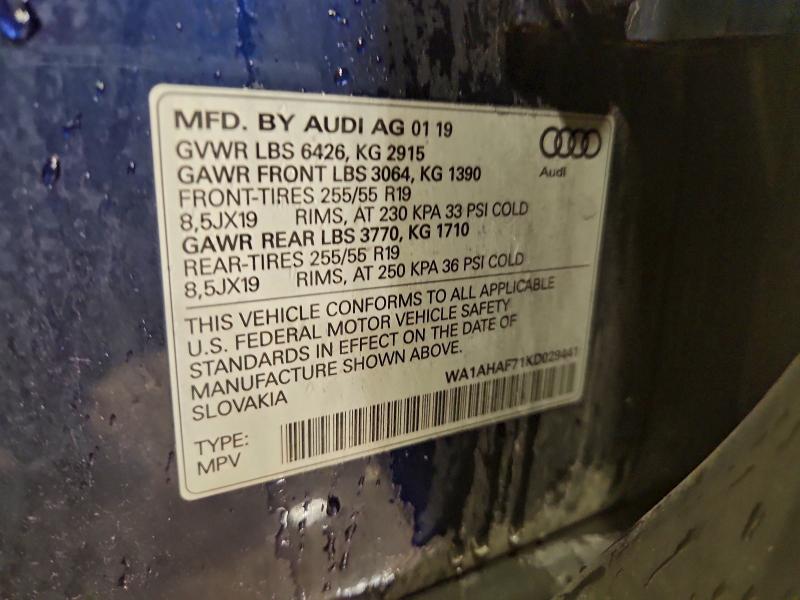 MFD. BY AUDI AG 01 19
GVWR LBS 6426, KG 2915
GAWR FRONT LBS 3064, KG 1390
FRONT-TIRES 255/55 R19
8,5JX19 RIMS, AT 230 KPA 33 PSI COLD
GAWR REAR LBS 3770, KG 1710
REAR-TIRES 255/55 R19
8,5JX19 RIMS, AT 250 KPA 36 PSI COLD
Audi
THIS VEHICLE CONFORMS TO ALL APPLICABLE
U.S. FEDERAL MOTOR VEHICLE SAFETY
STANDARDS IN EFFECT ON THE DATE OF
MANUFACTURE SHOWN ABOVE.
SLOVAKIA
WA1AHAF71KD029441
TYPE:
MPV